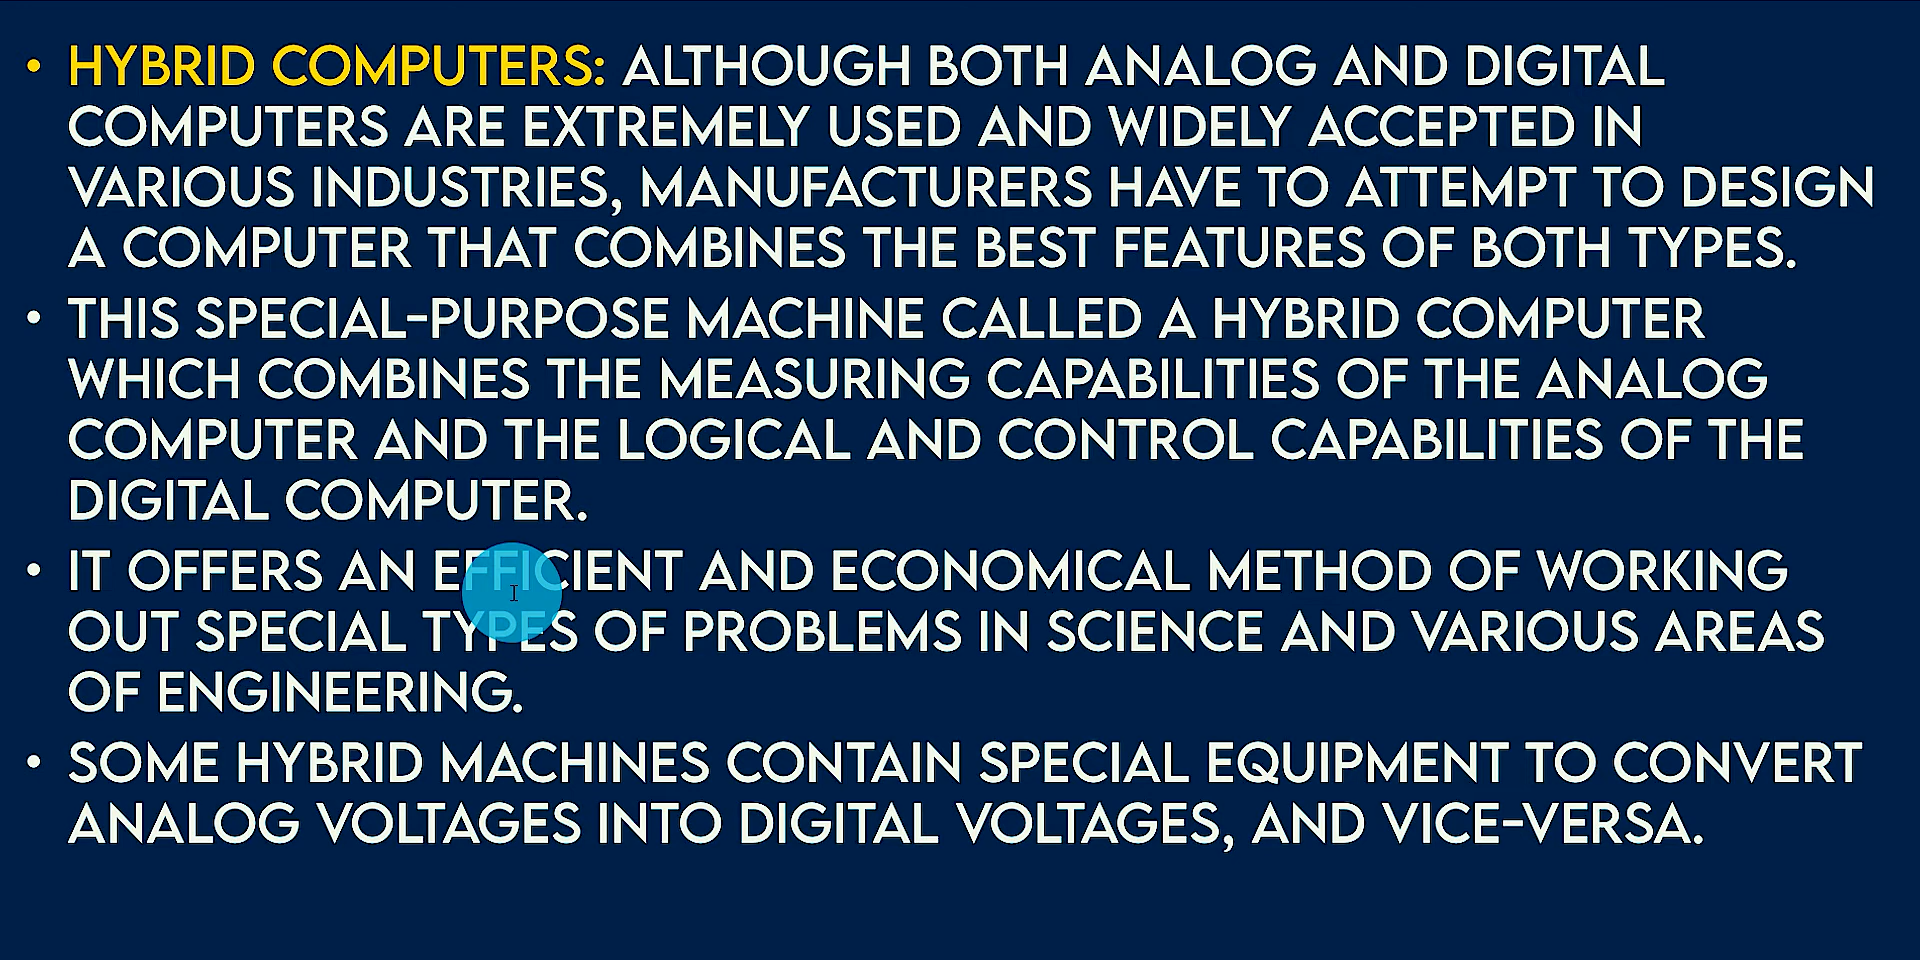 • HYBRID COMPUTERS: ALTHOUGH BOTH ANALOG AND DIGITAL
COMPUTERS ARE EXTREMELY USED AND WIDELY ACCEPTED IN
VARIOUS INDUSTRIES, MANUFACTURERS HAVE TO ATTEMPT TO DESIGN
A COMPUTER THAT COMBINES THE BEST FEATURES OF BOTH TYPES.
• THIS SPECIAL-PURPOSE MACHINE CALLED A HYBRID COMPUTER
WHICH COMBINES THE MEASURING CAPABILITIES OF THE ANALOG
COMPUTER AND THE LOGICAL AND CONTROL CAPABILITIES OF THE
DIGITAL COMPUTER.
• IT OFFERS AN EFFICIENT AND ECONOMICAL METHOD OF WORKING
OUT SPECIAL TYPES OF PROBLEMS IN SCIENCE AND VARIOUS AREAS
OF ENGINEERING.
• SOME HYBRID MACHINES CONTAIN SPECIAL EQUIPMENT TO CONVERT
ANALOG VOLTAGES INTO DIGITAL VOLTAGES, AND VICE-VERSA.